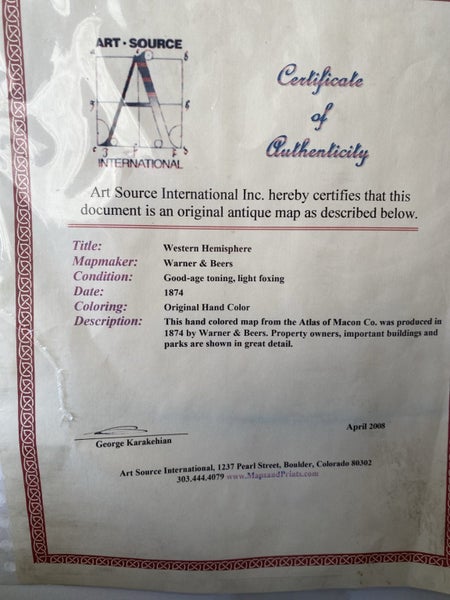 ART · SOURCE
A
INTERNATIONAL
Certificate
of
Authenticity
Art Source International Inc. hereby certifies that this
document is an original antique map as described below.
Title: Western Hemisphere
Mapmaker: Warner & Beers
Condition: Good-age toning, light foxing
Date: 1874
Coloring: Original Hand Color
Description: This hand colored map from the Atlas of Macon Co. was produced in
1874 by Warner & Beers. Property owners, important buildings and
parks are shown in great detail.
April 2008
George Karakehian
Art Source International, 1237 Pearl Street, Boulder, Colorado 80302
303.444.4079 www.MapsandPrints.com